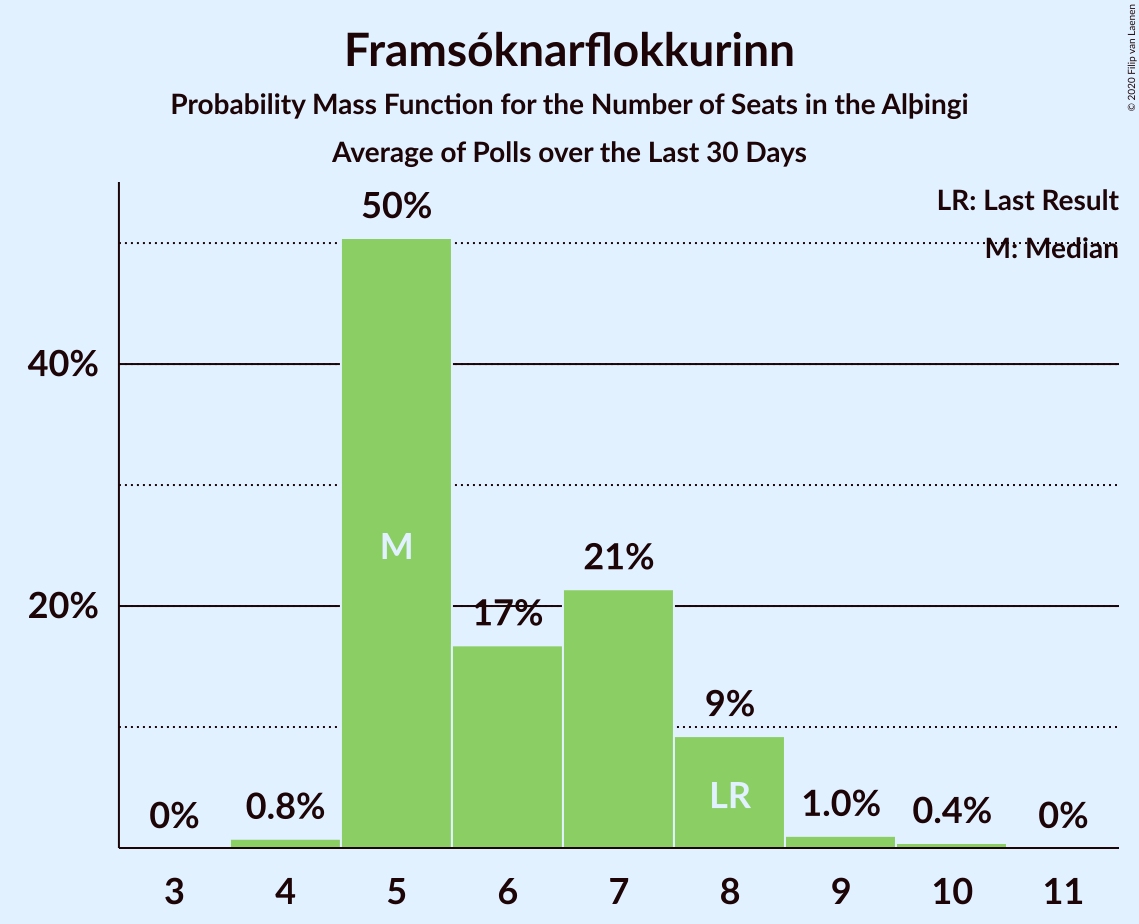 Framsóknarflokkurinn
Probability Mass Function for the Number of Seats in the Alþingi
Average of Polls over the Last 30 Days
© 2020 Filip van Laenen
LR: Last Result
M: Median
50%
40%
M
21%
20%
17%
9%
LR
0%
0.8%
1.0%
0.4%
0%
3 4 5 6 7 8 9 10 11